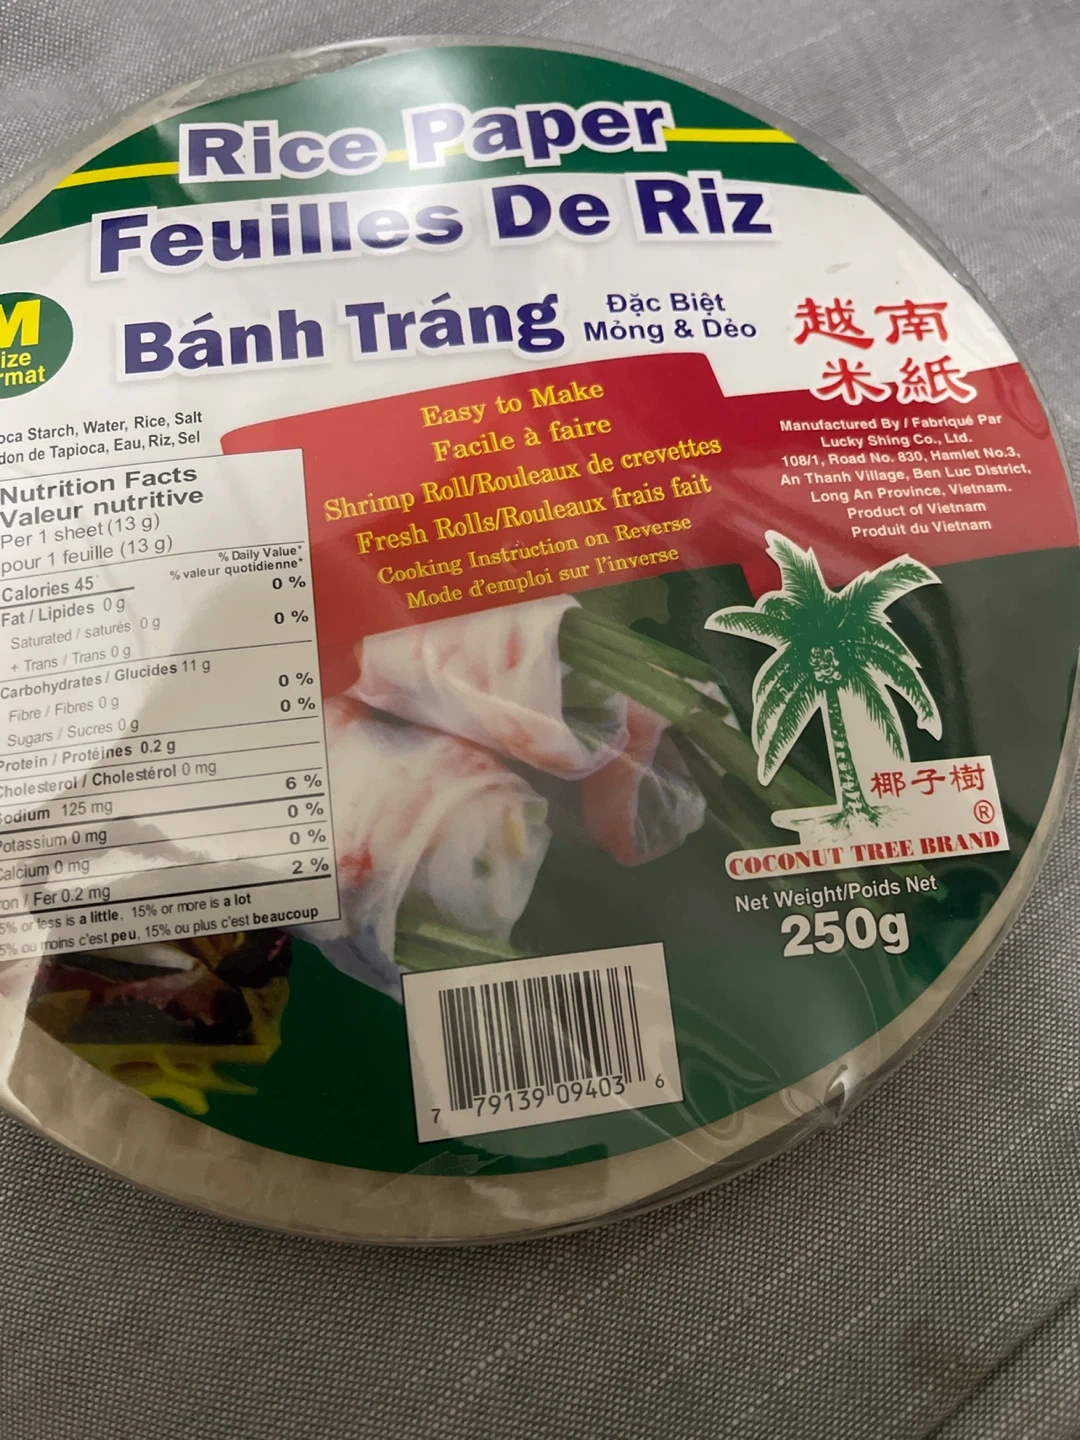 Rice Paper
Feuilles De Riz
Bánh Tráng
Đặc Biệt
Mỏng & Dẻo
越南
米紙
M
ize
rmat
oca Starch, Water, Rice, Salt
don de Tapioca, Eau, Riz, Sel
Nutrition Facts
Valeur nutritive
Per 1 sheet (13 g)
pour 1 feuille (13 g)
% Daily Value*
% valeur quotidienne*
Calories 45
Fat / Lipides 0 g 0 %
Saturated / saturés 0 g 0 %
+ Trans / Trans 0 g
Carbohydrates / Glucides 11 g
Fibre / Fibres 0 g 0 %
Sugars / Sucres 0 g 0 %
Protein / Protéines 0.2 g
Cholesterol / Cholestérol 0 mg
Sodium 125 mg 6 %
Potassium 0 mg 0 %
Calcium 0 mg 0 %
ron / Fer 0.2 mg 2 %
5% or less is a little, 15% or more is a lot
5% ou moins c'est peu, 15% ou plus c'est beaucoup
Easy to Make
Facile à faire
Shrimp Roll/Rouleaux de crevettes
Fresh Rolls/Rouleaux frais fait
Cooking Instruction on Reverse
Mode d'emploi sur l'inverse
Manufactured By / Fabriqué Par
Lucky Shing Co., Ltd.
108/1, Road No. 830, Hamlet No.3,
An Thanh Village, Ben Luc District,
Long An Province, Vietnam.
Product of Vietnam
Produit du Vietnam
椰子樹
®
COCONUT TREE BRAND
Net Weight/Poids Net
250g
7 79139 09403 6